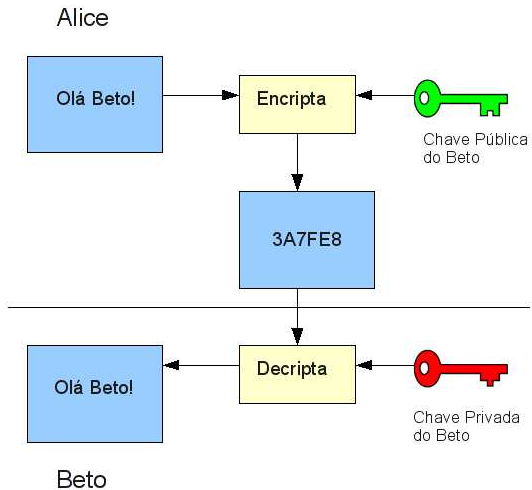 Alice
Olá Beto!
Encripta
Chave Pública
do Beto
3A7FE8
Olá Beto!
Decripta
Chave Privada
do Beto
Beto